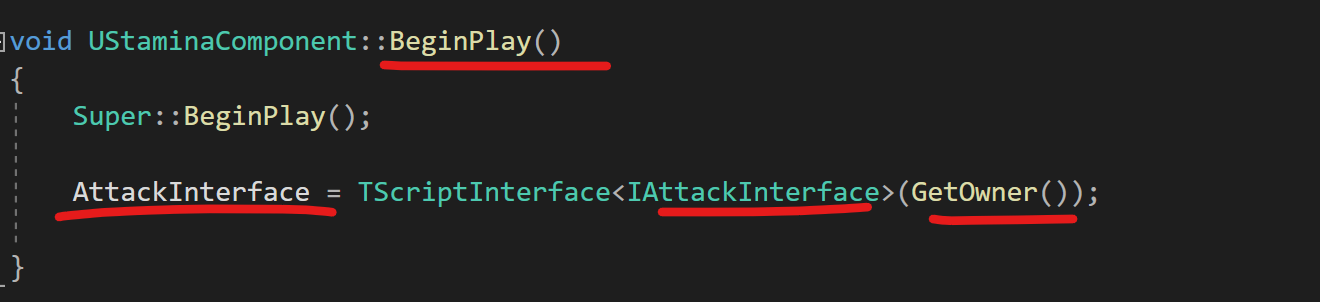 void UStaminaComponent::BeginPlay()
{
Super::BeginPlay();
AttackInterface = TScriptInterface<IAttackInterface>(GetOwner());
}